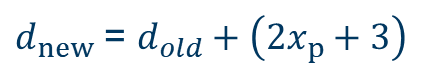 d_new = d_old + (2x_p + 3)